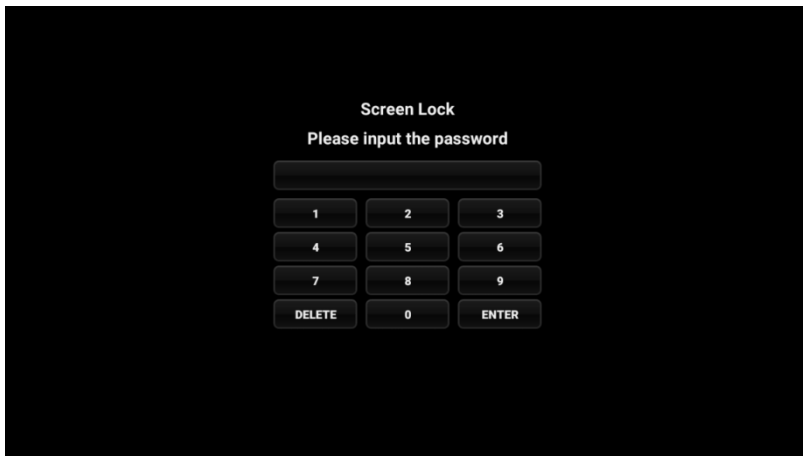 Screen Lock
Please input the password
1 2 3
4 5 6
7 8 9
DELETE 0 ENTER